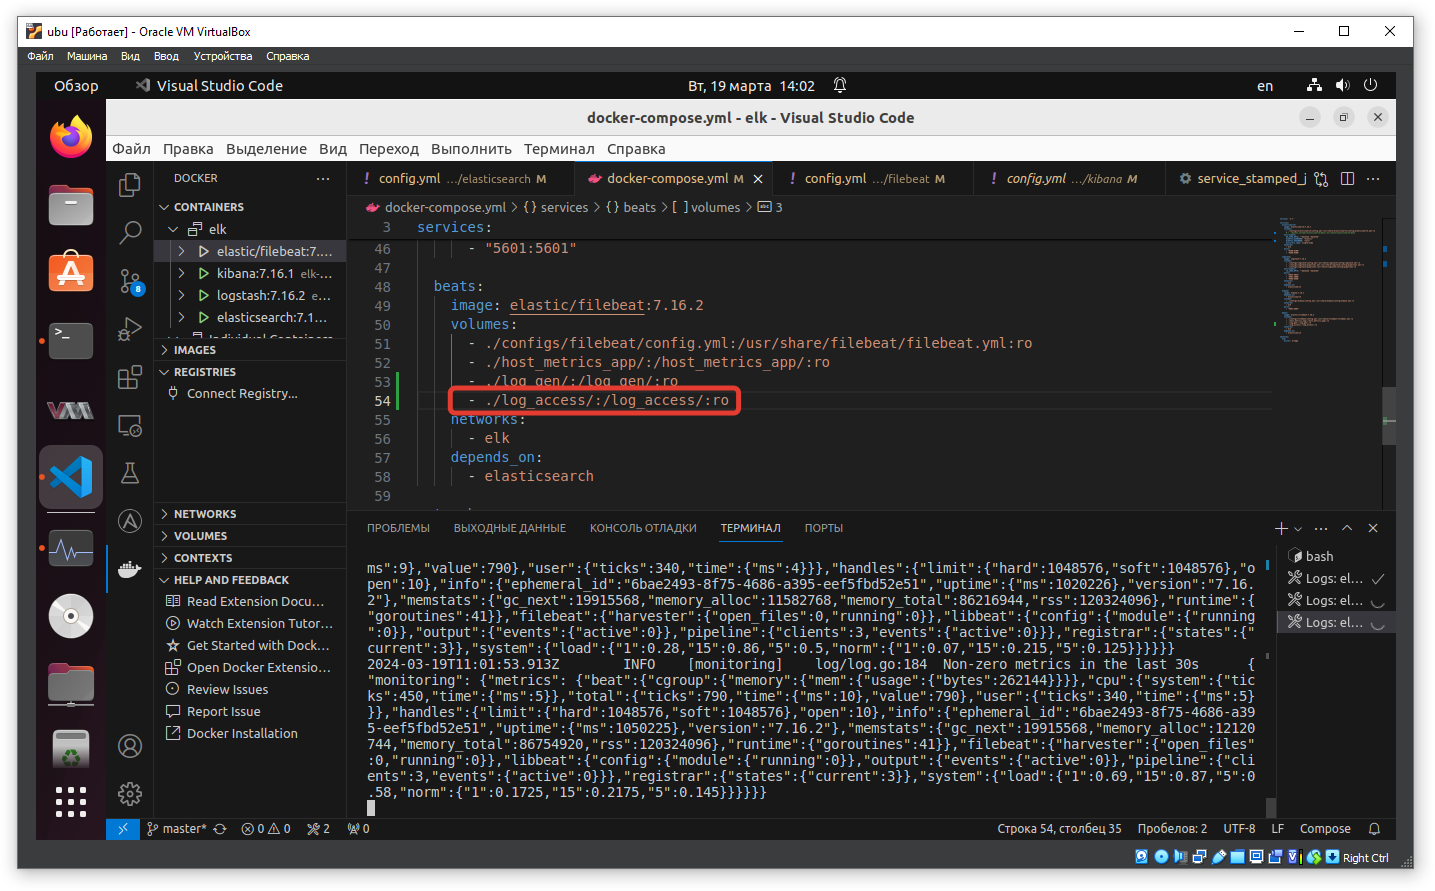 ubu [Работает] - Oracle VM VirtualBox
Файл Машина Вид Ввод Устройства Справка
Обзор Visual Studio Code Вт, 19 марта 14:02 en
docker-compose.yml - elk - Visual Studio Code
Файл Правка Выделение Вид Переход Выполнить Терминал Справка
DOCKER ...
config.yml .../elasticsearch M docker-compose.yml M config.yml .../filebeat M config.yml .../kibana M service_stamped_j
docker-compose.yml > {} services > {} beats > [ ] volumes > abc 3
CONTAINERS
elk
elastic/filebeat:7....
kibana:7.16.1 elk-...
logstash:7.16.2 e...
elasticsearch:7.1...
Individual Containers
IMAGES
REGISTRIES
Connect Registry...
8
NETWORKS
VOLUMES
CONTEXTS
HELP AND FEEDBACK
Read Extension Docu...
Watch Extension Tutor...
Get Started with Dock...
Open Docker Extensio...
Review Issues
Report Issue
Docker Installation
3 services:
46 - "5601:5601"
47
48 beats:
49 image: elastic/filebeat:7.16.2
50 volumes:
51 - ./configs/filebeat/config.yml:/usr/share/filebeat/filebeat.yml:ro
52 - ./host_metrics_app/:/host_metrics_app/:ro
53 - ./log_gen/:/log_gen/:ro
54 - ./log_access/:/log_access/:ro
55 networks:
56 - elk
57 depends_on:
58 - elasticsearch
59
ПРОБЛЕМЫ ВЫХОДНЫЕ ДАННЫЕ КОНСОЛЬ ОТЛАДКИ ТЕРМИНАЛ ПОРТЫ
ms":9},"value":790},"user":{"ticks":340,"time":{"ms":4}}},"handles":{"limit":{"hard":1048576,"soft":1048576},"o
pen":10},"info":{"ephemeral_id":"6bae2493-8f75-4686-a395-eef5fbd52e51","uptime":{"ms":1020226},"version":"7.16.
2"},"memstats":{"gc_next":19915568,"memory_alloc":11582768,"memory_total":86216944,"rss":120324096},"runtime":{
"goroutines":41}},"filebeat":{"harvester":{"open_files":0,"running":0}},"libbeat":{"config":{"module":{"running
":0}},"output":{"events":{"active":0}},"pipeline":{"clients":3,"events":{"active":0}}},"registrar":{"states":{"
current":3}},"system":{"load":{"1":0.28,"15":0.86,"5":0.5,"norm":{"1":0.07,"15":0.215,"5":0.125}}}}}}
2024-03-19T11:01:53.913Z INFO [monitoring] log/log.go:184 Non-zero metrics in the last 30s {
"monitoring": {"metrics": {"beat":{"cgroup":{"memory":{"mem":{"usage":{"bytes":262144}}}},"cpu":{"system":{"tic
ks":450,"time":{"ms":5}},"total":{"ticks":790,"time":{"ms":10},"value":790},"user":{"ticks":340,"time":{"ms":5}
}},"handles":{"limit":{"hard":1048576,"soft":1048576},"open":10},"info":{"ephemeral_id":"6bae2493-8f75-4686-a39
5-eef5fbd52e51","uptime":{"ms":1050225},"version":"7.16.2"},"memstats":{"gc_next":19915568,"memory_alloc":12120
744,"memory_total":86754920,"rss":120324096},"runtime":{"goroutines":41}},"filebeat":{"harvester":{"open_files"
:0,"running":0}},"libbeat":{"config":{"module":{"running":0}},"output":{"events":{"active":0}},"pipeline":{"cli
ents":3,"events":{"active":0}}},"registrar":{"states":{"current":3}},"system":{"load":{"1":0.69,"15":0.87,"5":0
.58,"norm":{"1":0.1725,"15":0.2175,"5":0.145}}}}}}
bash
Logs: el...
Logs: el...
Logs: el...
master* 0 0 2 0 Строка 54, столбец 35 Пробелов: 2 UTF-8 LF Compose
Right Ctrl